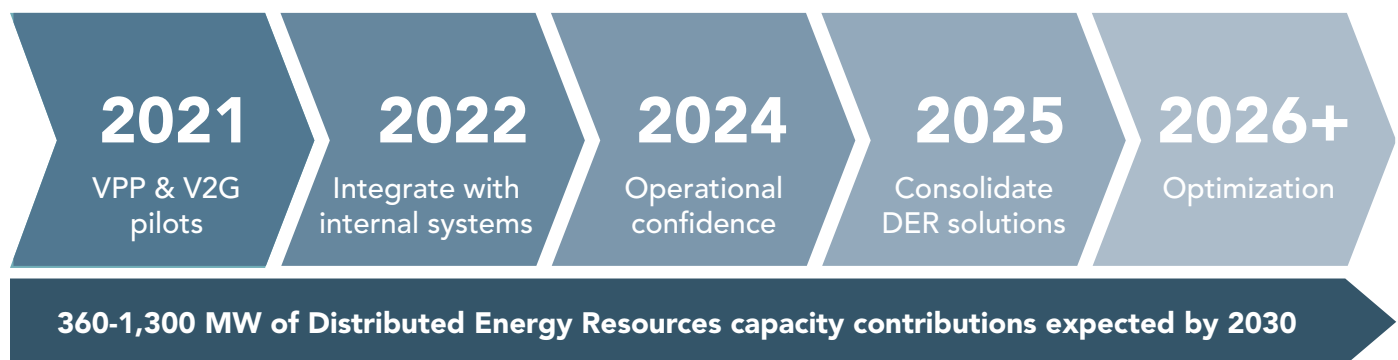 2021
VPP & V2G
pilots
2022
Integrate with
internal systems
2024
Operational
confidence
2025
Consolidate
DER solutions
2026+
Optimization
360-1,300 MW of Distributed Energy Resources capacity contributions expected by 2030